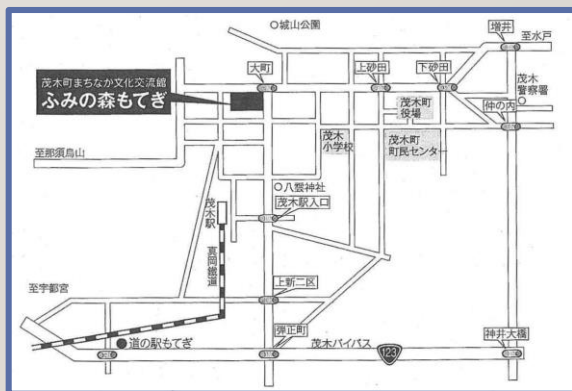 城山公園
増井
至水戸
大町
上砂田
下砂田
茂木町まちなか文化交流館
ふみの森もてぎ
茂木
警察署
茂木町
役場
仲の内
茂木
小学校
茂木町
町民センター
至那須烏山
八雲神社
茂木駅入口
茂木駅
真岡鐵道
至宇都宮
上新二区
道の駅もてぎ
弾正町
茂木バイパス
123
神井大橋